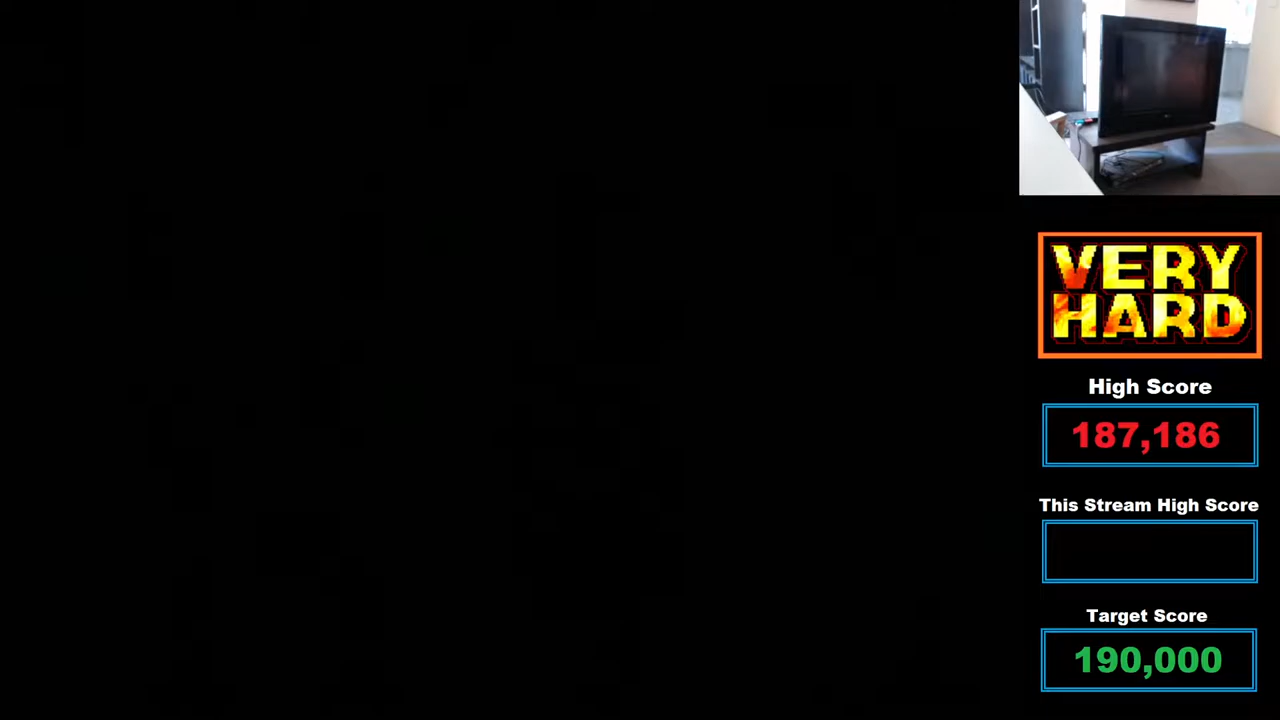 VERY
HARD
High Score
187,186
This Stream High Score
Target Score
190,000